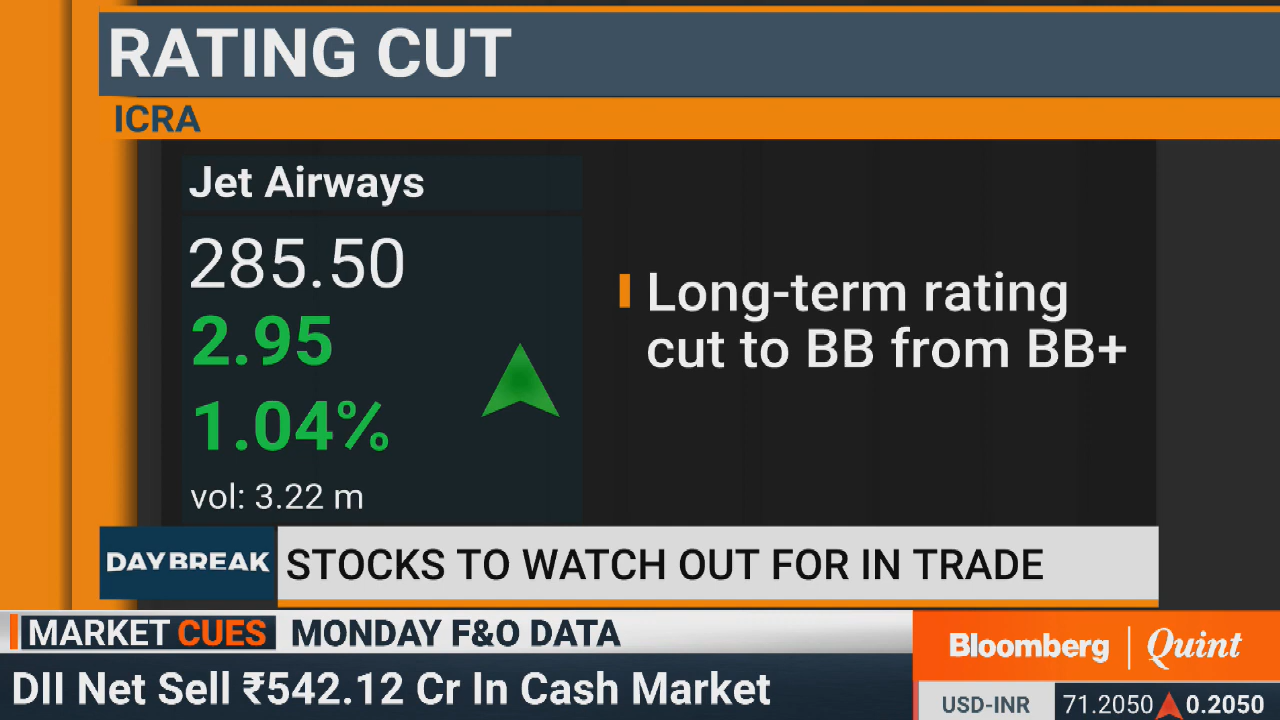 RATING CUT
ICRA
Jet Airways
285.50
2.95
1.04%
vol: 3.22 m
Long-term rating
cut to BB from BB+
DAYBREAK STOCKS TO WATCH OUT FOR IN TRADE
MARKET CUES MONDAY F&O DATA
DII Net Sell ₹542.12 Cr In Cash Market
Bloomberg | Quint
USD-INR 71.2050 0.2050